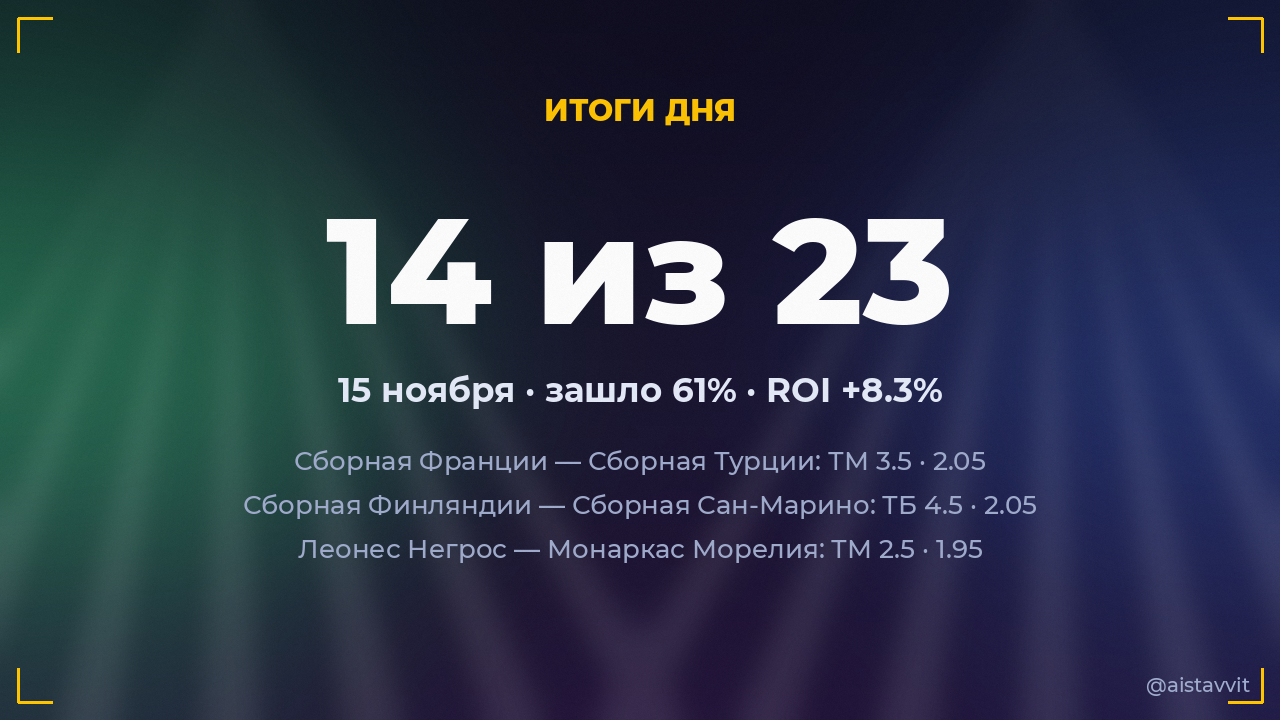 ИТОГИ ДНЯ
14 из 23
15 ноября · зашло 61% · ROI +8.3%
Сборная Франции — Сборная Турции: ТМ 3.5 · 2.05
Сборная Финляндии — Сборная Сан-Марино: ТБ 4.5 · 2.05
Леонес Негрос — Монаркас Морелия: ТМ 2.5 · 1.95
@aistavvit